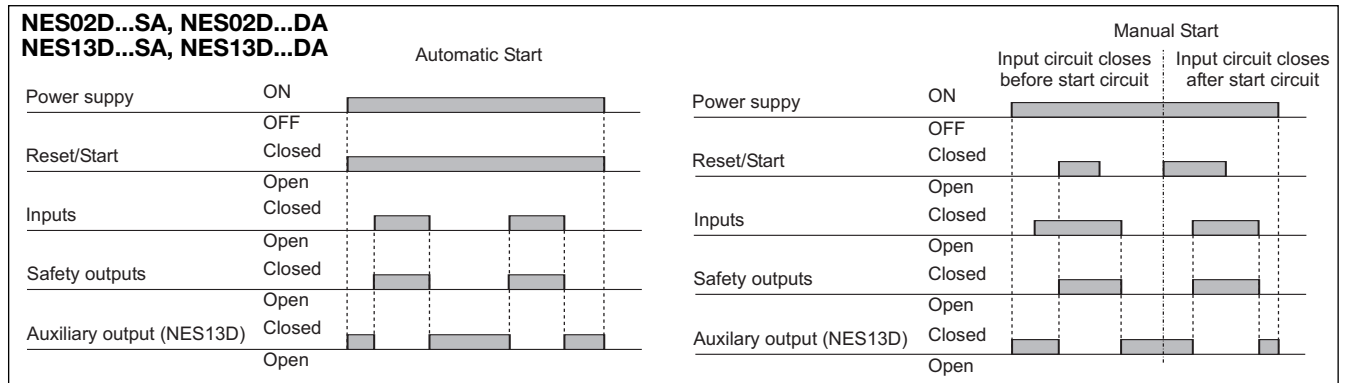 NES02D...SA, NES02D...DA
NES13D...SA, NES13D...DA
Automatic Start
Power suppy
ON
OFF
Reset/Start
Closed
Open
Inputs
Closed
Open
Safety outputs
Closed
Open
Auxiliary output (NES13D)
Closed
Open
Manual Start
Input circuit closes
before start circuit
Input circuit closes
after start circuit
Power suppy
ON
OFF
Reset/Start
Closed
Open
Inputs
Closed
Open
Safety outputs
Closed
Open
Auxilary output (NES13D)
Closed
Open